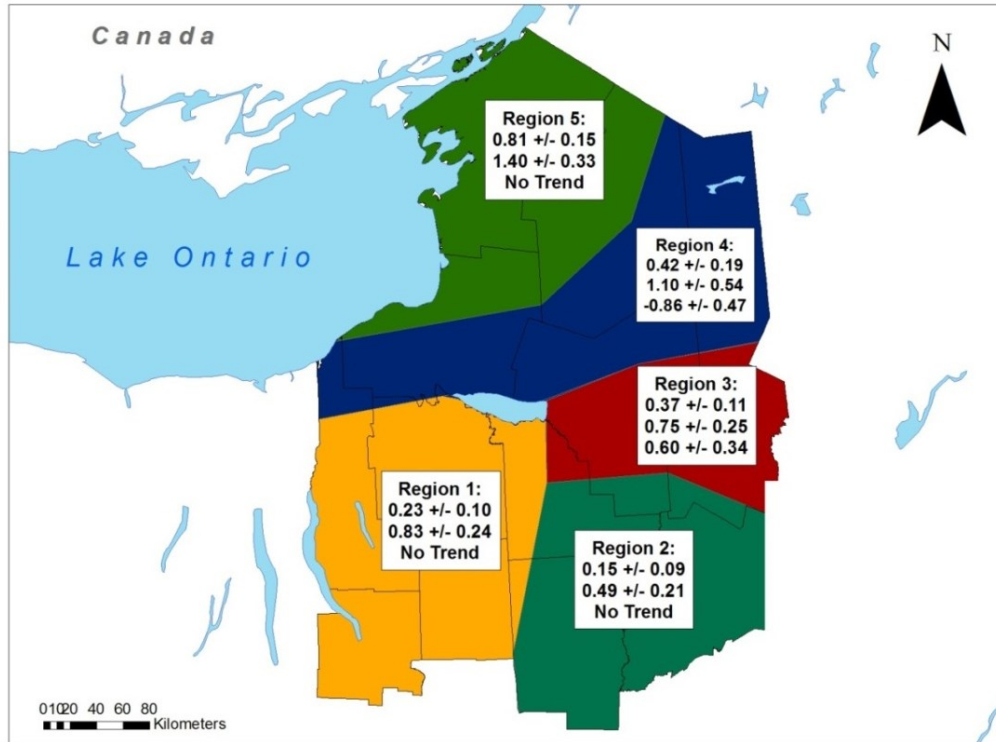 Canada
N
Region 5:
0.81 +/- 0.15
1.40 +/- 0.33
No Trend
Lake Ontario
Region 4:
0.42 +/- 0.19
1.10 +/- 0.54
-0.86 +/- 0.47
Region 3:
0.37 +/- 0.11
0.75 +/- 0.25
0.60 +/- 0.34
Region 1:
0.23 +/- 0.10
0.83 +/- 0.24
No Trend
Region 2:
0.15 +/- 0.09
0.49 +/- 0.21
No Trend
01020 40 60 80
Kilometers